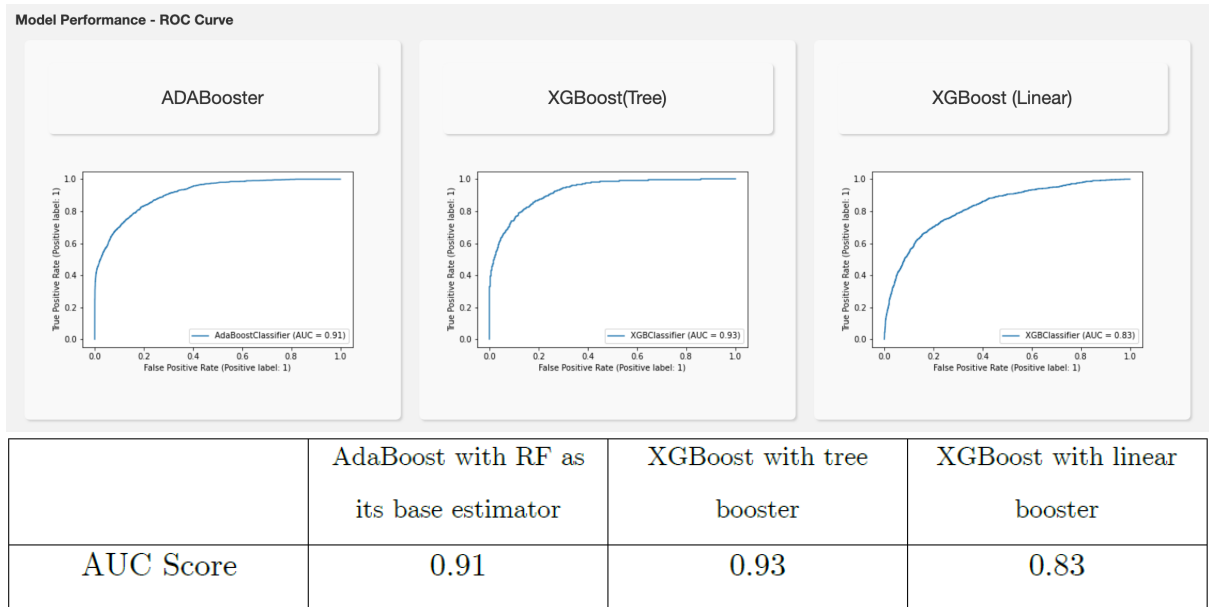 Model Performance - ROC Curve
ADABooster
XGBoost(Tree)
XGBoost (Linear)
True Positive Rate (Positive label: 1)
1.0
0.8
0.6
0.4
0.2
0.0
AdaBoostClassifier (AUC = 0.91)
0.0 0.2 0.4 0.6 0.8 1.0
False Positive Rate (Positive label: 1)
True Positive Rate (Positive label: 1)
1.0
0.8
0.6
0.4
0.2
0.0
XGBClassifier (AUC = 0.93)
0.0 0.2 0.4 0.6 0.8 1.0
False Positive Rate (Positive label: 1)
True Positive Rate (Positive label: 1)
1.0
0.8
0.6
0.4
0.2
0.0
XGBClassifier (AUC = 0.83)
0.0 0.2 0.4 0.6 0.8 1.0
False Positive Rate (Positive label: 1)
AdaBoost with RF as
its base estimator
XGBoost with tree
booster
XGBoost with linear
booster
AUC Score 0.91 0.93 0.83